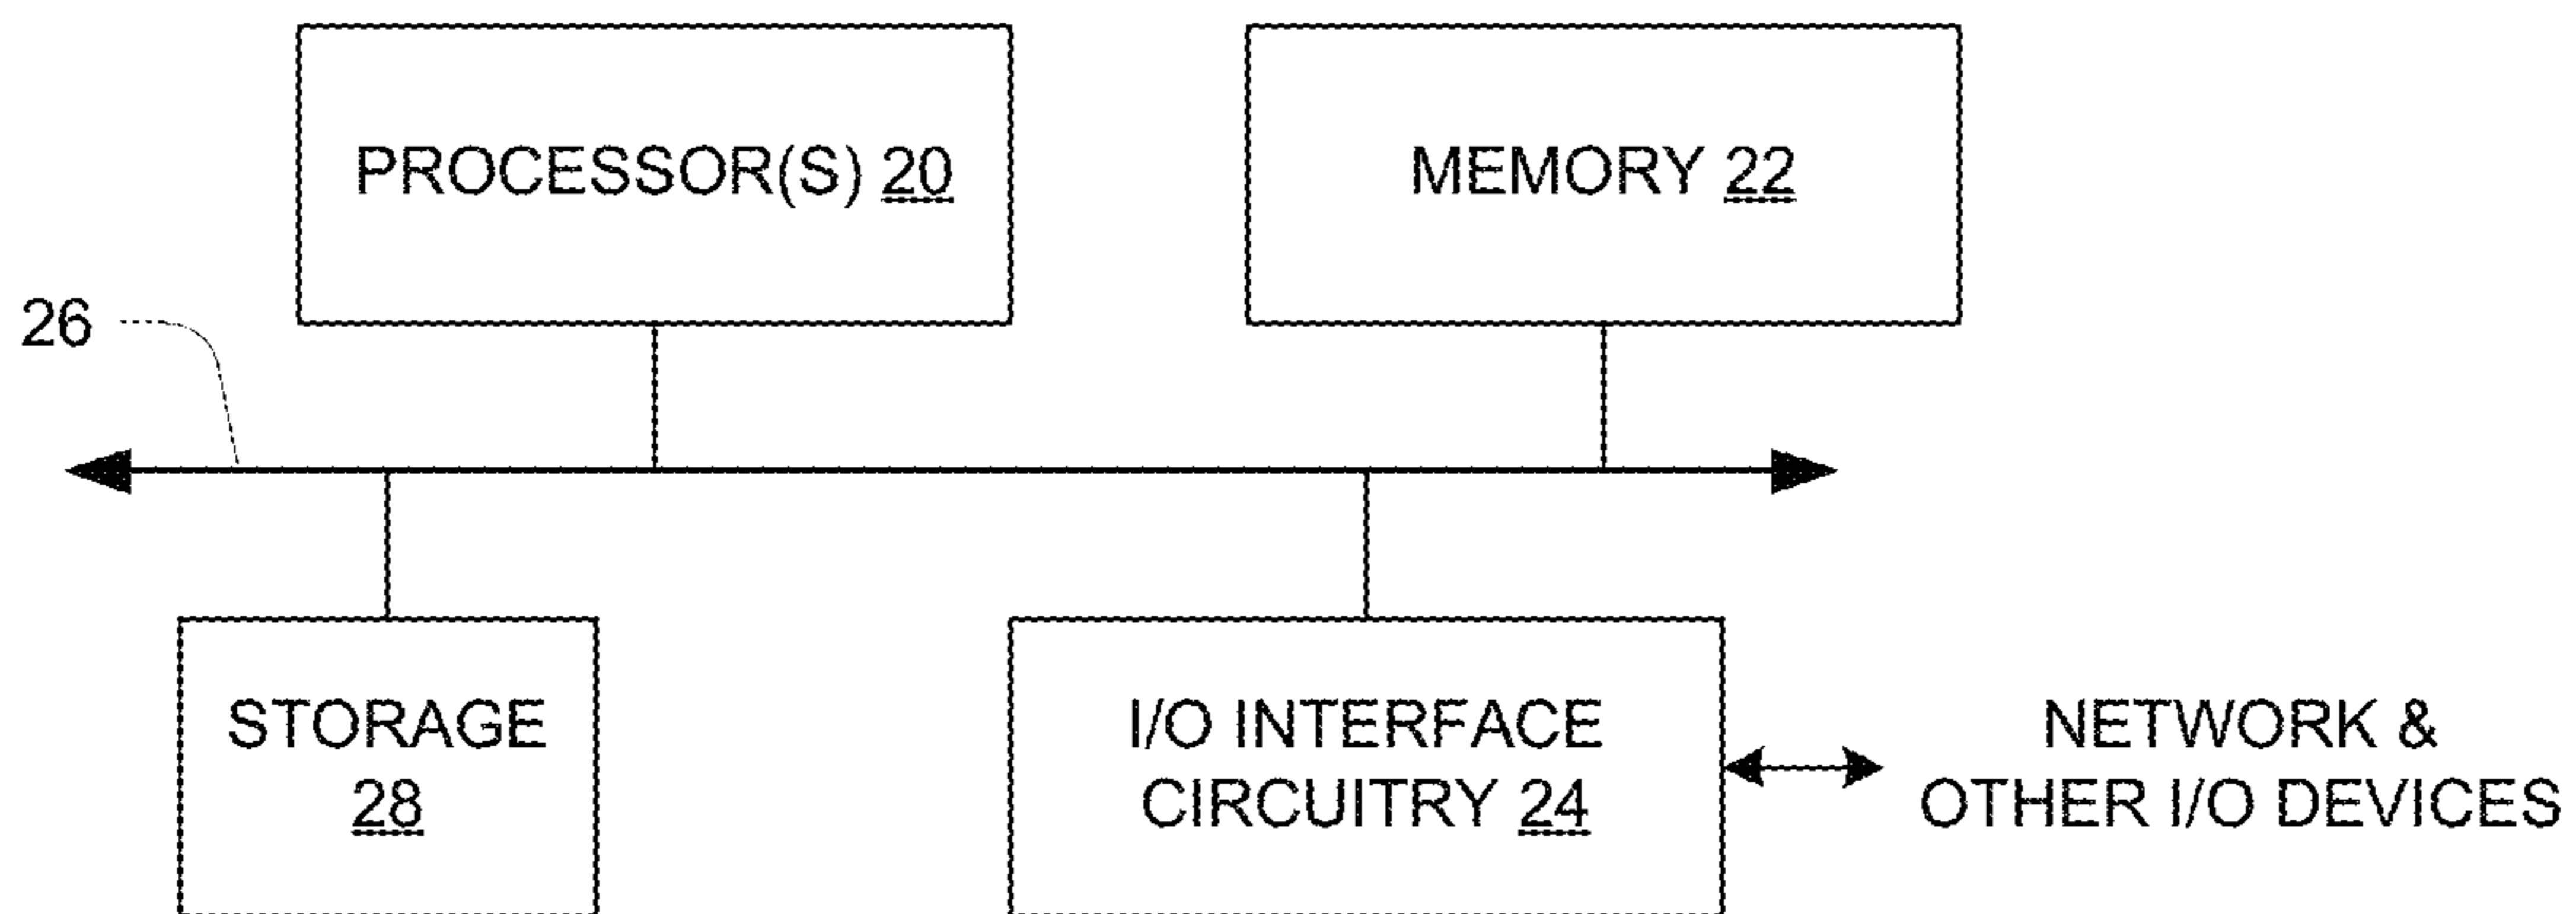 PROCESSOR(S) 20
MEMORY 22
26
STORAGE
28
I/O INTERFACE
CIRCUITRY 24
NETWORK &
OTHER I/O DEVICES